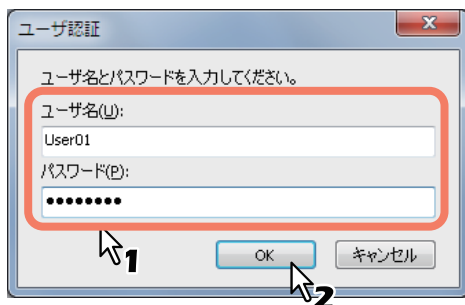 ユーザ認証
ユーザ名とパスワードを入力してください。
ユーザ名(U):
User01
パスワード(P):
●●●●●●●●
1
OK
キャンセル
2